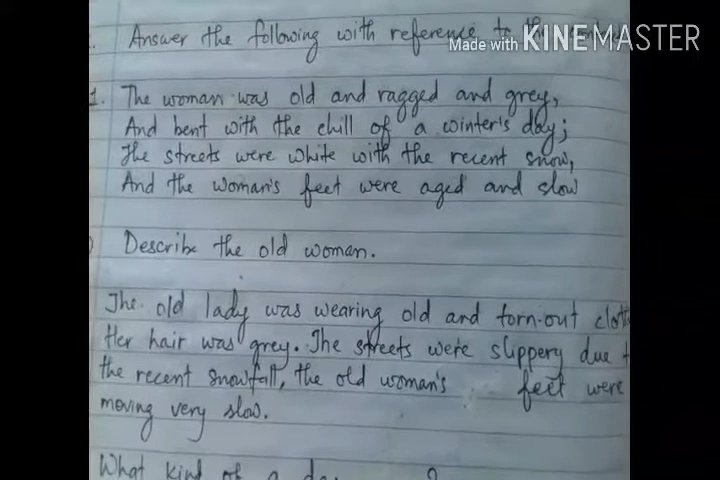 Answer the following with reference to the
Made with KINEMASTER
1. The woman was old and ragged and grey,
And bent with the chill of a winter's day;
The streets were white with the recent snow,
And the woman's feet were aged and slow
Describe the old woman.
The old lady was wearing old and torn-out
Her hair was grey. The streets were slippery due
the recent snowfall, the old woman's feet were
moving very slow.
What kind of a